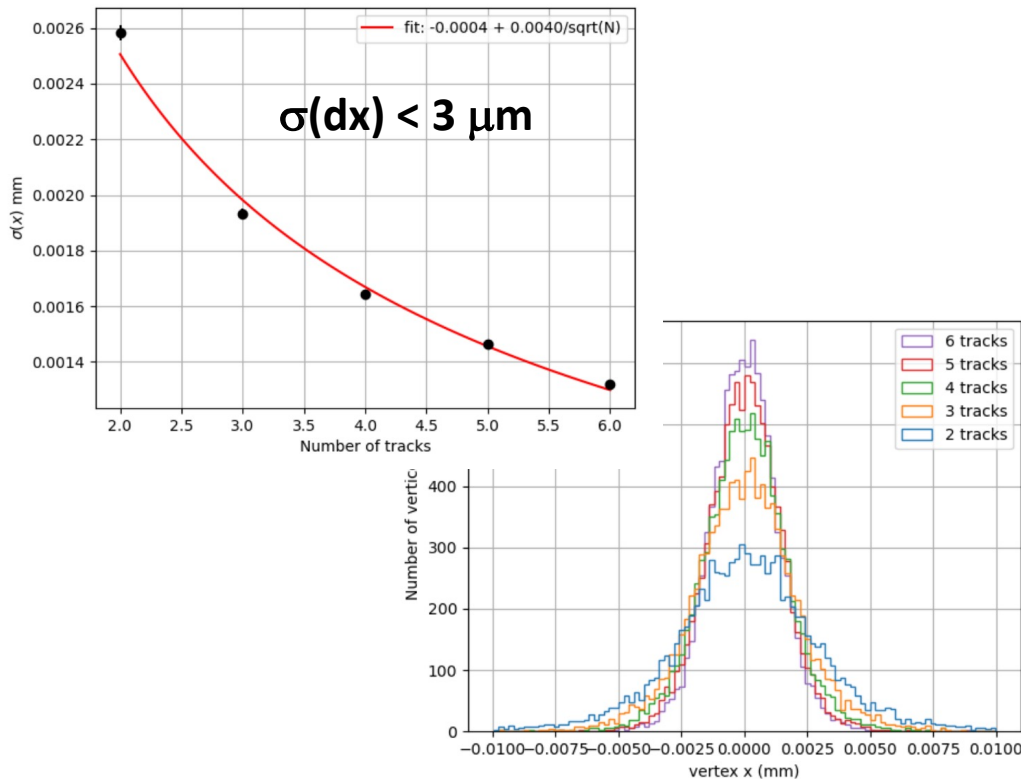 0.0026
0.0024
0.0022
0.0020
0.0018
0.0016
0.0014
σ(x) mm
fit: -0.0004 + 0.0040/sqrt(N)
σ(dx) < 3 μm
2.0 2.5 3.0 3.5 4.0 4.5 5.0 5.5 6.0
Number of tracks
6 tracks
5 tracks
4 tracks
3 tracks
2 tracks
400
300
200
100
0
Number of
−0.0100 −0.0075 −0.0050 −0.0025 0.0000 0.0025 0.0050 0.0075 0.0100
vertex x (mm)